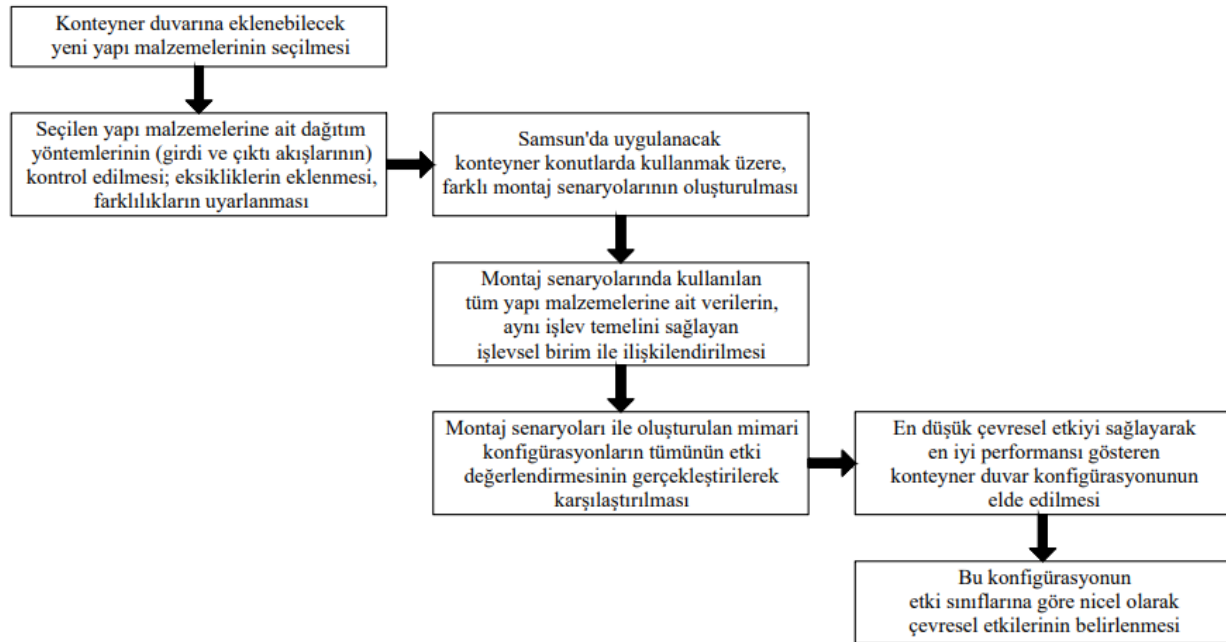 Konteyner duvarına eklenebilecek
yeni yapı malzemelerinin seçilmesi
Seçilen yapı malzemelerine ait dağıtım
yöntemlerinin (girdi ve çıktı akışlarının)
kontrol edilmesi; eksikliklerin eklenmesi,
farklılıkların uyarlanması
Samsun'da uygulanacak
konteyner konutlarda kullanmak üzere,
farklı montaj senaryolarının oluşturulması
Montaj senaryolarında kullanılan
tüm yapı malzemelerine ait verilerin,
aynı işlev temelini sağlayan
işlevsel birim ile ilişkilendirilmesi
Montaj senaryoları ile oluşturulan mimari
konfigürasyonların tümünün etki
değerlendirmesinin gerçekleştirilerek
karşılaştırılması
En düşük çevresel etkiyi sağlayarak
en iyi performansı gösteren
konteyner duvar konfigürasyonunun
elde edilmesi
Bu konfigürasyonun
etki sınıflarına göre nicel olarak
çevresel etkilerinin belirlenmesi